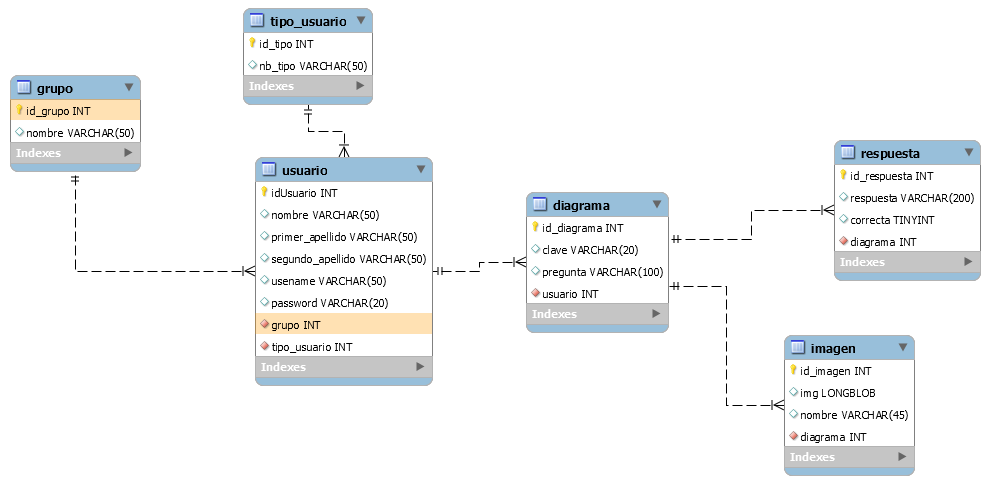 tipo_usuario
id_tipo INT
nb_tipo VARCHAR(50)
Indexes
grupo
id_grupo INT
nombre VARCHAR(50)
Indexes
usuario
idUsuario INT
nombre VARCHAR(50)
primer_apellido VARCHAR(50)
segundo_apellido VARCHAR(50)
usename VARCHAR(50)
password VARCHAR(20)
grupo INT
tipo_usuario INT
Indexes
diagrama
id_diagrama INT
clave VARCHAR(20)
pregunta VARCHAR(100)
usuario INT
Indexes
respuesta
id_respuesta INT
respuesta VARCHAR(200)
correcta TINYINT
diagrama INT
Indexes
imagen
id_imagen INT
img LONGBLOB
nombre VARCHAR(45)
diagrama INT
Indexes